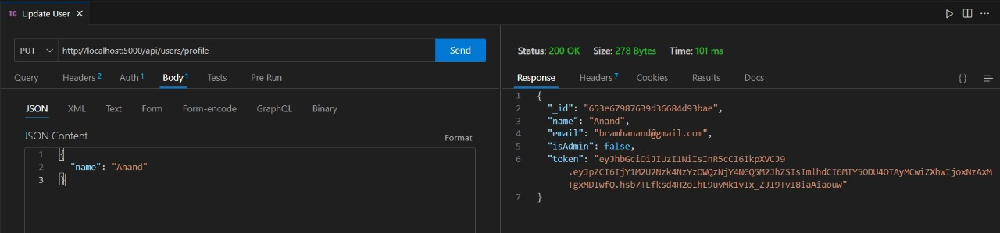 TC Update User
PUT http://localhost:5000/api/users/profile Send
Query Headers 2 Auth 1 Body 1 Tests Pre Run
JSON XML Text Form Form-encode GraphQL Binary
JSON Content Format
1 {
2 "name": "Anand"
3 }
Status: 200 OK Size: 278 Bytes Time: 101 ms
Response Headers 7 Cookies Results Docs { }
1 {
2 "_id": "653e67987639d36684d93bae",
3 "name": "Anand",
4 "email": "bramhanand@gmail.com",
5 "isAdmin": false,
6 "token": "eyJhbGciOiJIUzI1NiIsInR5cCI6IkpXVCJ9
.eyJpZCI6IjY1M2U2Nzk4NzYzOWQzNjY4NGQ5M2JhZSIsImlhdCI6MTY5ODU4OTAyMCwiZXhwIjoxNzAxM
TgxMDIwfQ.hsb7TEfksd4H2oIhL9uvMk1vIx_ZJI9TvI8iaAiaouw"
7 }